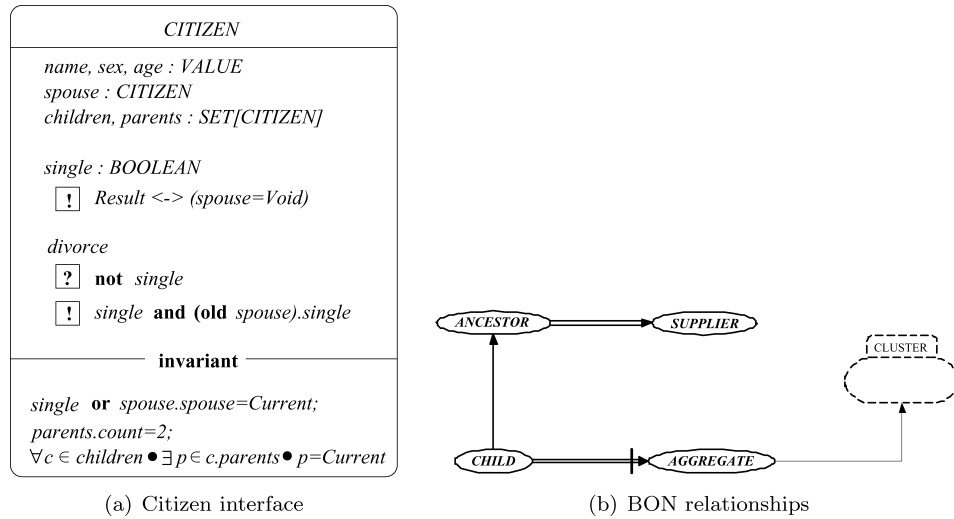 CITIZEN
name, sex, age : VALUE
spouse : CITIZEN
children, parents : SET[CITIZEN]
single : BOOLEAN
! Result <-> (spouse=Void)
divorce
? not single
! single and (old spouse).single
invariant
single or spouse.spouse=Current;
parents.count=2;
∀c ∈ children • ∃ p ∈ c.parents • p=Current
(a) Citizen interface
ANCESTOR
SUPPLIER
CLUSTER
CHILD
AGGREGATE
(b) BON relationships